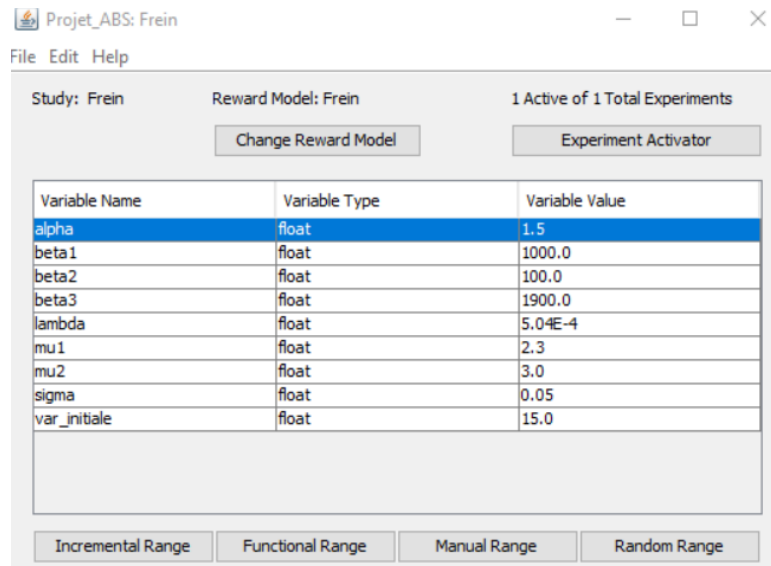 Projet_ABS: Frein
File Edit Help
Study: Frein Reward Model: Frein 1 Active of 1 Total Experiments
Change Reward Model Experiment Activator
Variable Name Variable Type Variable Value
alpha float 1.5
beta1 float 1000.0
beta2 float 100.0
beta3 float 1900.0
lambda float 5.04E-4
mu1 float 2.3
mu2 float 3.0
sigma float 0.05
var_initiale float 15.0
Incremental Range Functional Range Manual Range Random Range